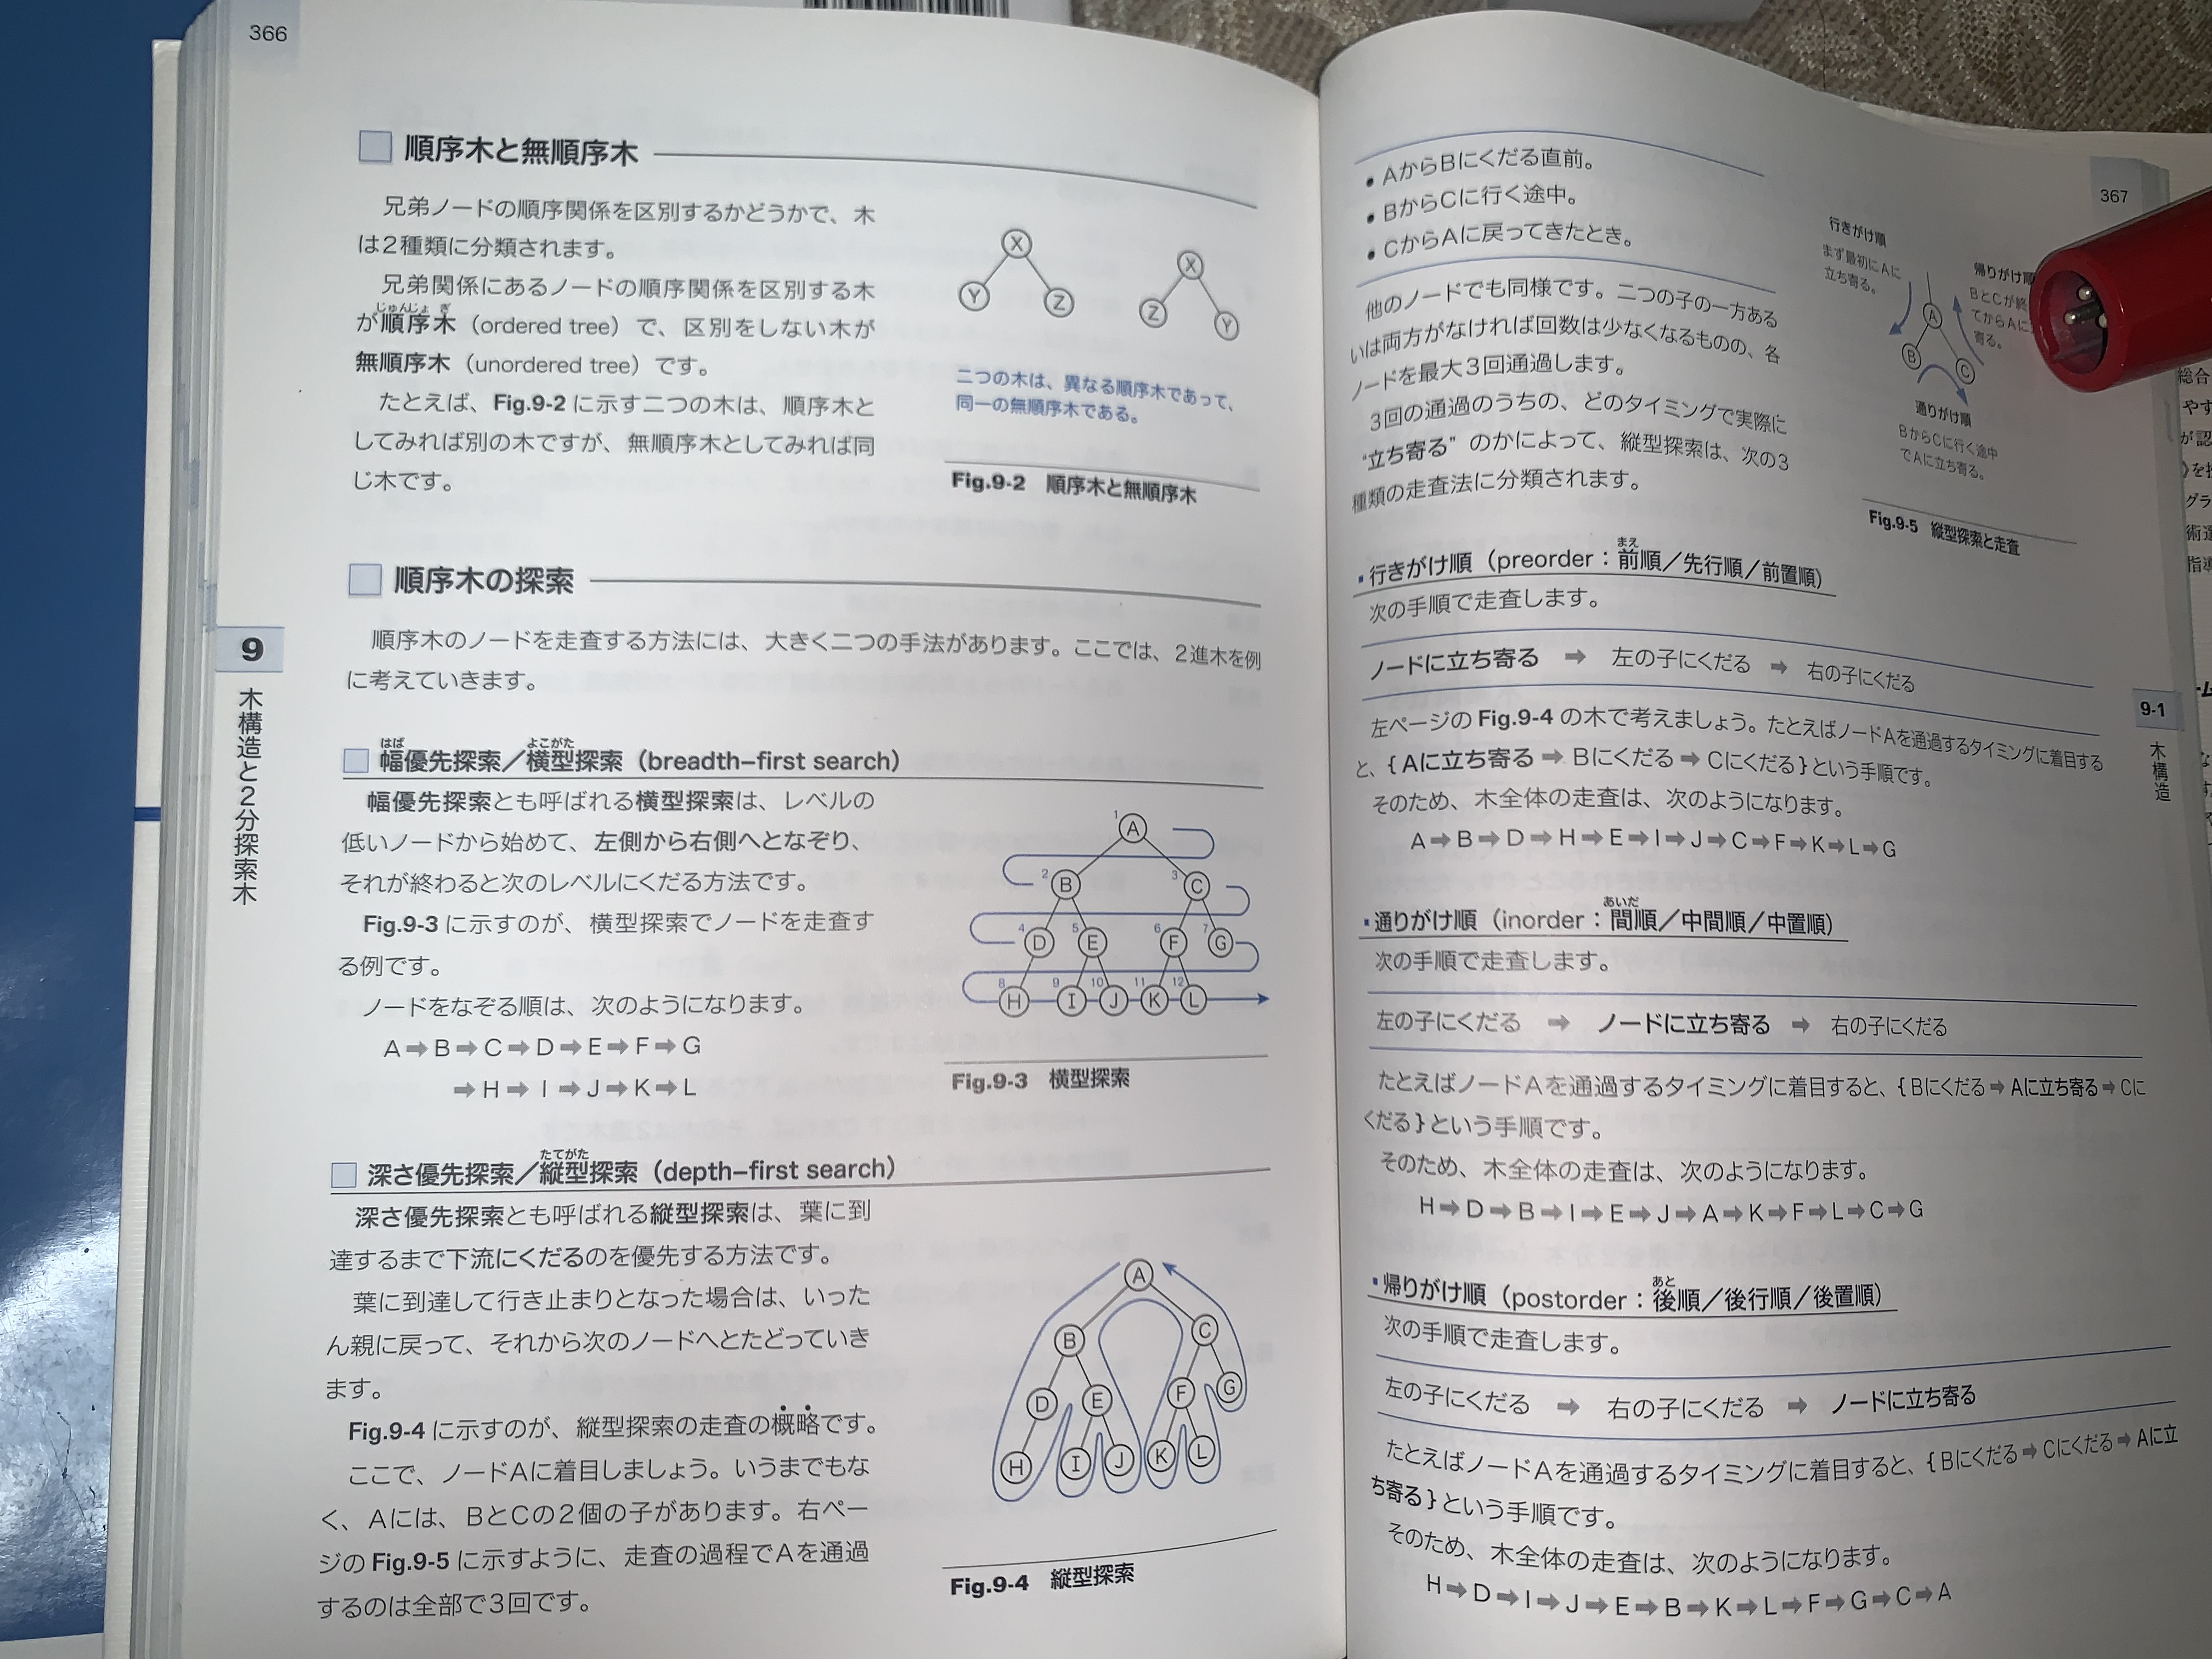 366
順序木と無順序木
兄弟ノードの順序関係を区別するかどうかで、木
は2種類に分類されます。
兄弟関係にあるノードの順序関係を区別する木
が順序木（ordered tree）で、区別をしない木が
無順序木（unordered tree）です。
たとえば、Fig.9-2に示す二つの木は、順序木と
してみれば別の木ですが、無順序木としてみれば同
じ木です。
X
Y Z
X
Z Y
二つの木は、異なる順序木であって、
同一の無順序木である。
Fig.9-2 順序木と無順序木
順序木の探索
順序木のノードを走査する方法には、大きく二つの手法があります。ここでは、2進木を例
に考えていきます。
幅優先探索／横型探索（breadth-first search）
幅優先探索とも呼ばれる横型探索は、レベルの
低いノードから始めて、左側から右側へとなぞり、
それが終わると次のレベルにくだる方法です。
Fig.9-3に示すのが、横型探索でノードを走査す
る例です。
ノードをなぞる順は、次のようになります。
A➡B➡C➡D➡E➡F➡G
➡H➡I➡J➡K➡L
1 A
2 B 3 C
4 D 5 E 6 F 7 G
8 H 9 I 10 J 11 K 12 L
Fig.9-3 横型探索
深さ優先探索／縦型探索（depth-first search）
深さ優先探索とも呼ばれる縦型探索は、葉に到
達するまで下流にくだるのを優先する方法です。
葉に到達して行き止まりとなった場合は、いった
ん親に戻って、それから次のノードへとたどっていき
ます。
Fig.9-4に示すのが、縦型探索の走査の概略です。
ここで、ノードAに着目しましょう。いうまでもな
く、Aには、BとCの2個の子があります。右ペー
ジのFig.9-5に示すように、走査の過程でAを通過
するのは全部で3回です。
A
B C
D E F G
H I J K L
Fig.9-4 縦型探索
9
木構造と2分探索木
367
• AからBにくだる直前。
• BからCに行く途中。
• CからAに戻ってきたとき。
他のノードでも同様です。二つの子の一方ある
いは両方がなければ回数は少なくなるものの、各
ノードを最大3回通過します。
3回の通過のうちの、どのタイミングで実際に
“立ち寄る”のかによって、縦型探索は、次の3
種類の走査法に分類されます。
行きがけ順
まず最初にAに
立ち寄る。
帰りがけ順
BとCが終
てからAに
寄る。
A
B C
通りがけ順
BからCに行く途中
でAに立ち寄る。
Fig.9-5 縦型探索と走査
▪行きがけ順（preorder：前順／先行順／前置順）
次の手順で走査します。
ノードに立ち寄る ➡ 左の子にくだる ➡ 右の子にくだる
左ページのFig.9-4の木で考えましょう。たとえばノードAを通過するタイミングに着目する
と、{Aに立ち寄る➡Bにくだる➡Cにくだる}という手順です。
そのため、木全体の走査は、次のようになります。
A➡B➡D➡H➡E➡I➡J➡C➡F➡K➡L➡G
▪通りがけ順（inorder：間順／中間順／中置順）
次の手順で走査します。
左の子にくだる ➡ ノードに立ち寄る ➡ 右の子にくだる
たとえばノードAを通過するタイミングに着目すると、{Bにくだる➡Aに立ち寄る➡Cに
くだる}という手順です。
そのため、木全体の走査は、次のようになります。
H➡D➡B➡I➡E➡J➡A➡K➡F➡L➡C➡G
▪帰りがけ順（postorder：後順／後行順／後置順）
次の手順で走査します。
左の子にくだる ➡ 右の子にくだる ➡ ノードに立ち寄る
たとえばノードAを通過するタイミングに着目すると、{Bにくだる➡Cにくだる➡Aに立
ち寄る}という手順です。
そのため、木全体の走査は、次のようになります。
H➡D➡I➡J➡E➡B➡K➡L➡F➡G➡C➡A
9-1
木構造